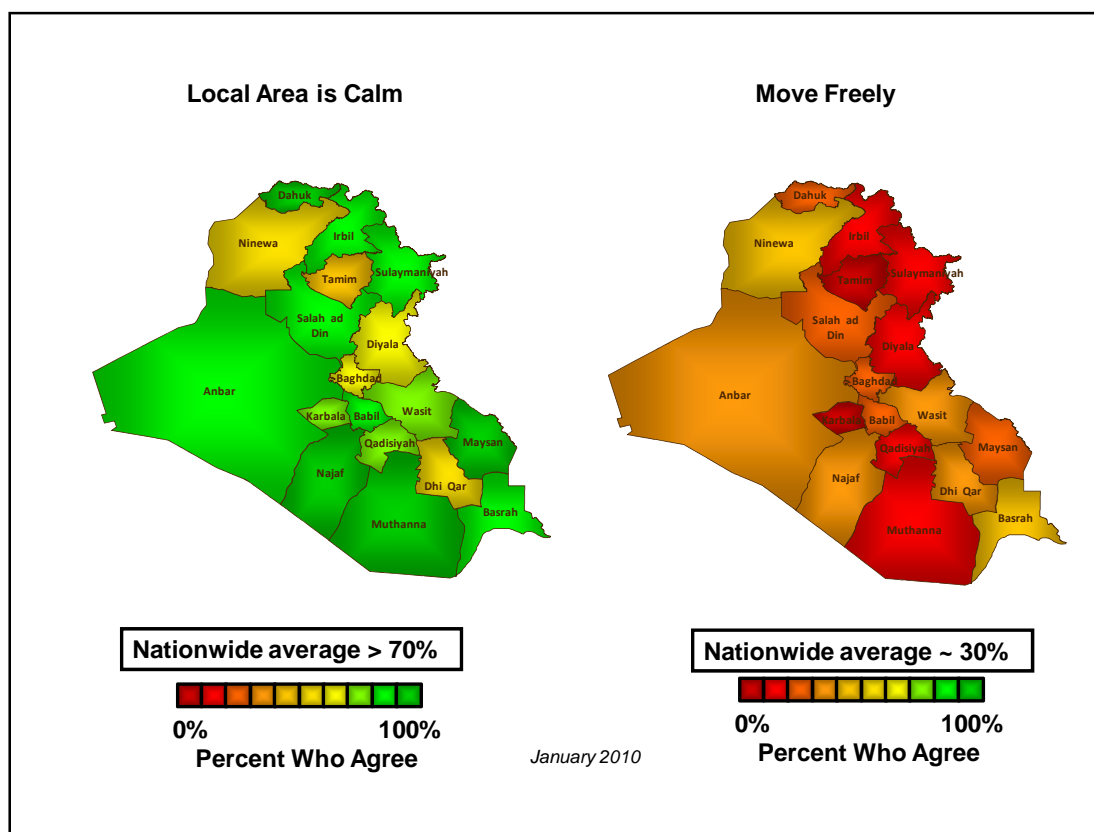 Local Area is Calm
Dahuk
Ninewa
Irbil
Tamim
Sulaymaniyah
Salah ad
Din
Diyala
Baghdad
Anbar
Karbala
Babil
Wasit
Qadisiyah
Maysan
Najaf
Dhi Qar
Basrah
Muthanna
Nationwide average > 70%
0%
100%
Percent Who Agree
Move Freely
Dahuk
Ninewa
Irbil
Tamim
Sulaymaniyah
Salah ad
Din
Diyala
Baghdad
Anbar
Karbala
Babil
Wasit
Qadisiyah
Maysan
Najaf
Dhi Qar
Basrah
Muthanna
Nationwide average ~ 30%
0%
100%
Percent Who Agree
January 2010